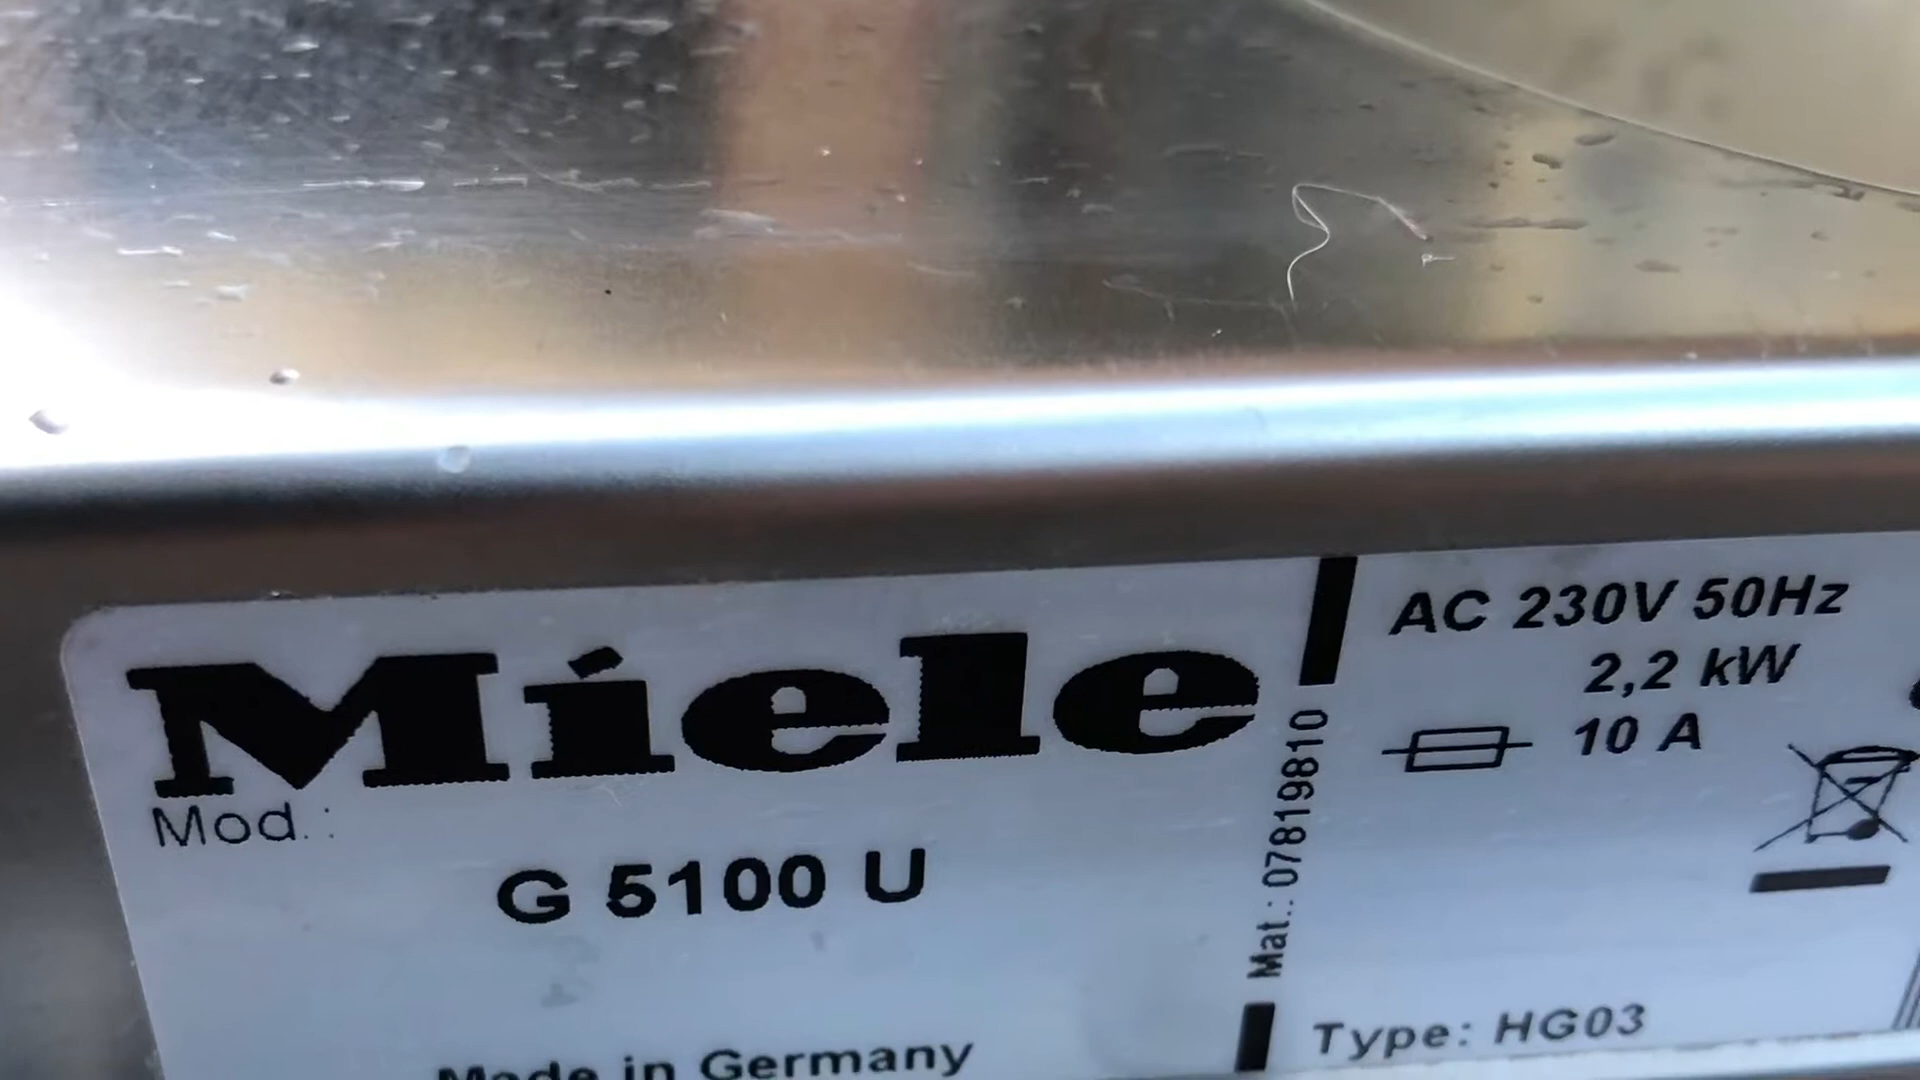 Miele
Mod.:
G 5100 U
Made in Germany
Mat.: 07819810
AC 230V 50Hz
2,2 kW
10 A
Type: HG03